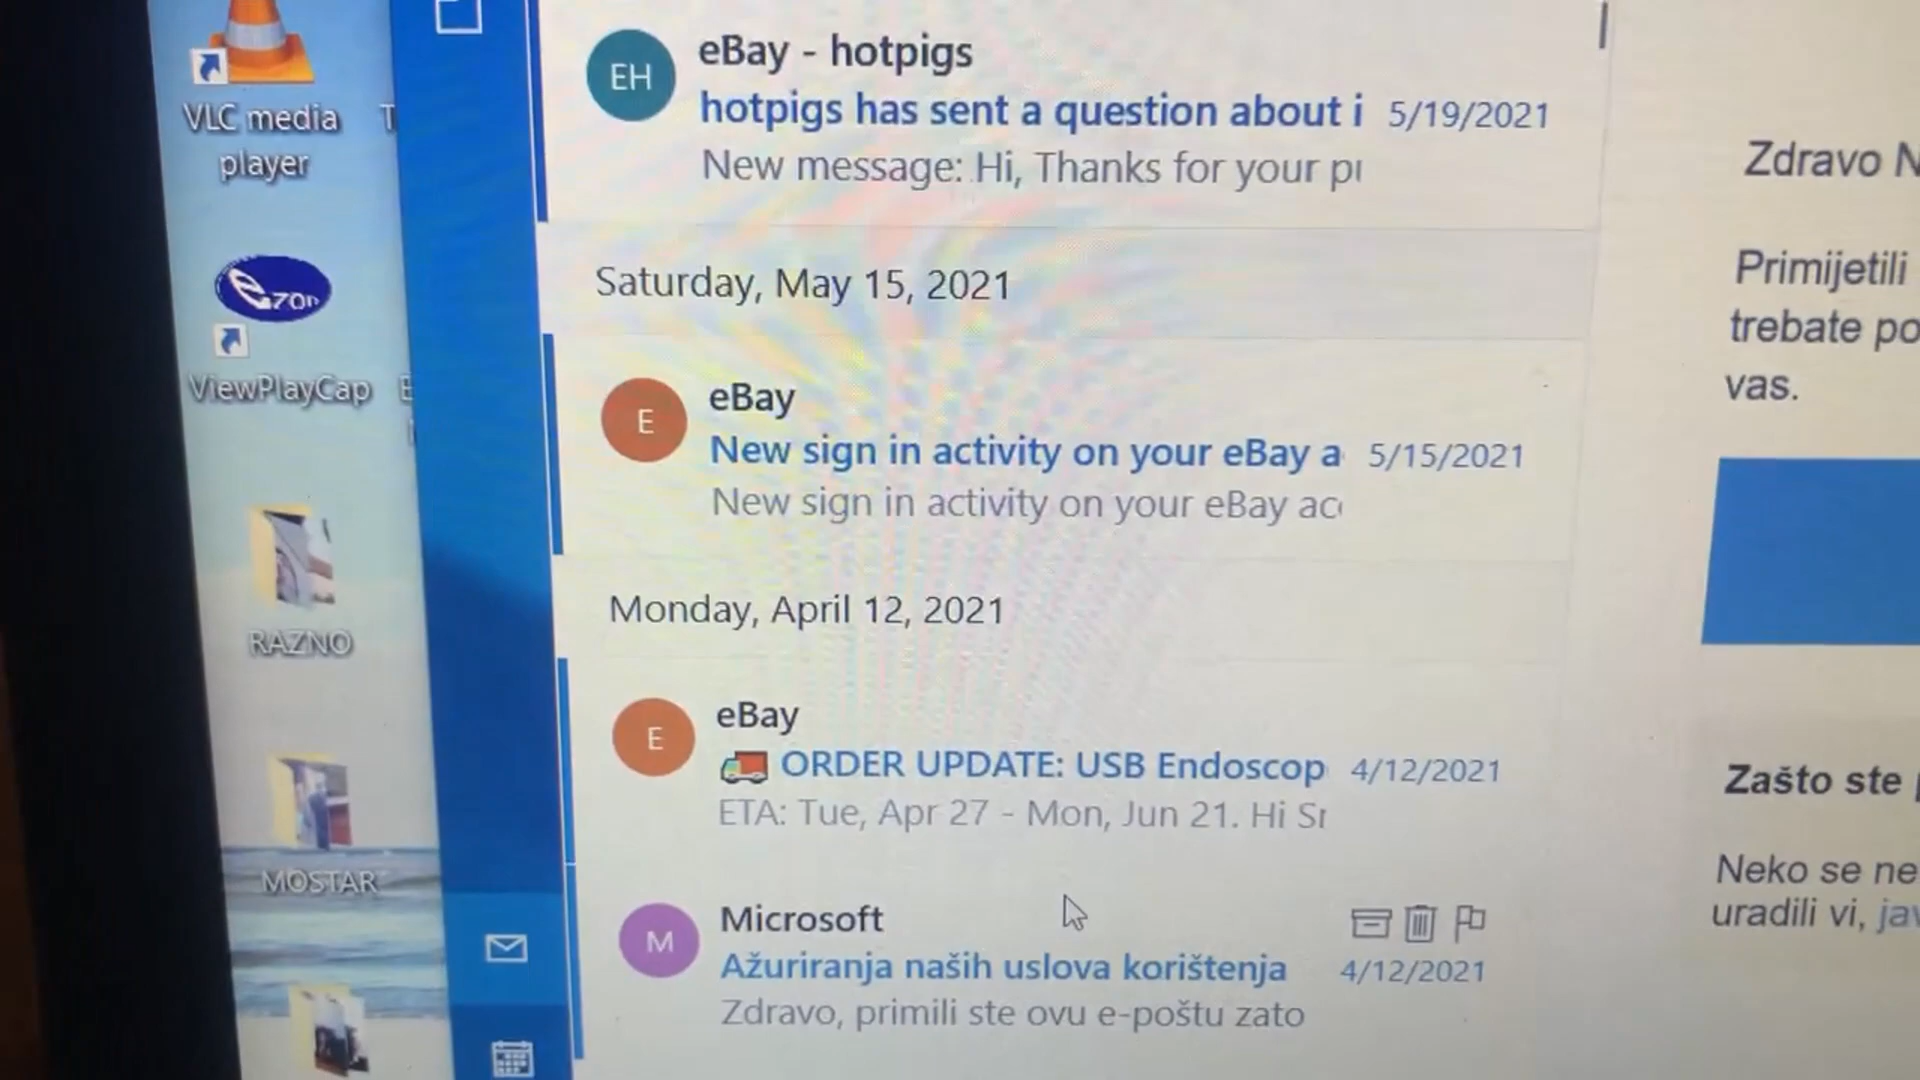 VLC media
player
ezon
ViewPlayCap
RAZNO
MOSTAR
EH
eBay - hotpigs
hotpigs has sent a question about i 5/19/2021
New message: Hi, Thanks for your
Saturday, May 15, 2021
E
eBay
New sign in activity on your eBay a 5/15/2021
New sign in activity on your eBay
Monday, April 12, 2021
E
eBay
ORDER UPDATE: USB Endoscop 4/12/2021
ETA: Tue, Apr 27 - Mon, Jun 21. Hi
M
Microsoft
Ažuriranja naših uslova korištenja 4/12/2021
Zdravo, primili ste ovu e-poštu zato
Zdravo N
Primijetili
trebate po
vas.
Zašto ste
Neko se ne
uradili vi, jav